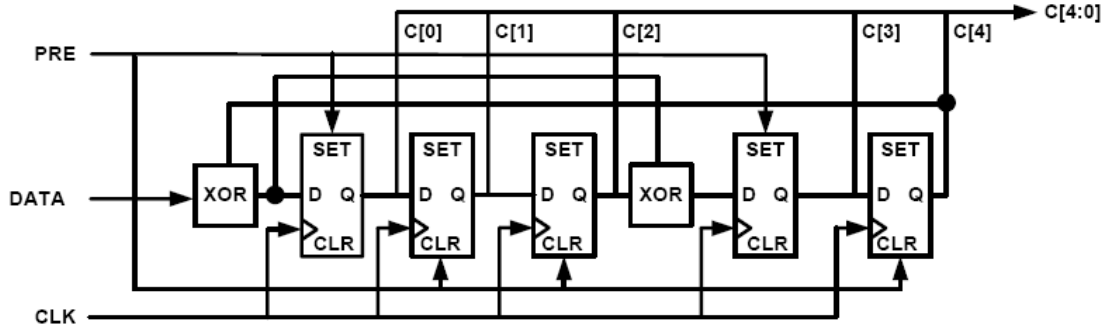 C[4:0]
C[0] C[1] C[2] C[3] C[4]
PRE
SET SET SET SET SET
DATA XOR D Q D Q D Q XOR D Q D Q
CLR CLR CLR CLR CLR
CLK